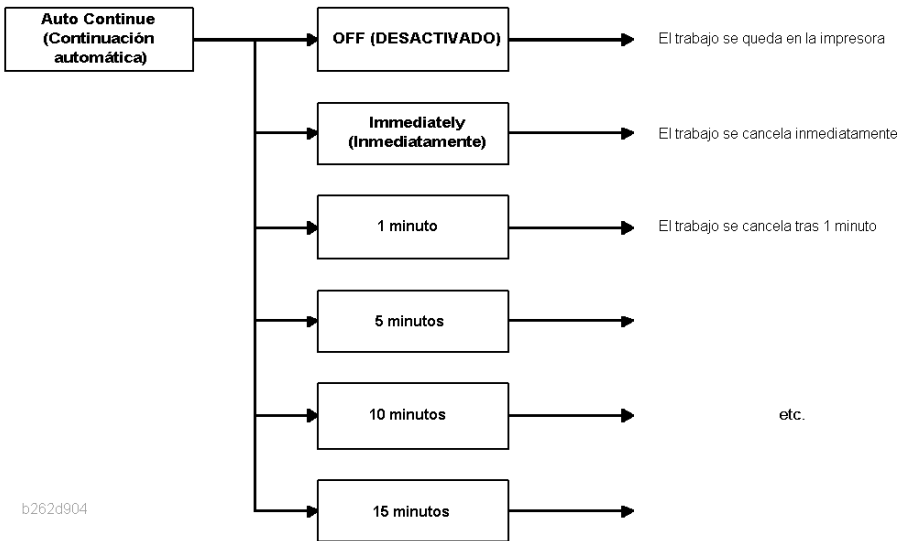 Auto Continue
(Continuación
automática)
OFF (DESACTIVADO)
El trabajo se queda en la impresora
Immediately
(Inmediatamente)
El trabajo se cancela inmediatamente
1 minuto
El trabajo se cancela tras 1 minuto
5 minutos
10 minutos
etc.
15 minutos
b262d904